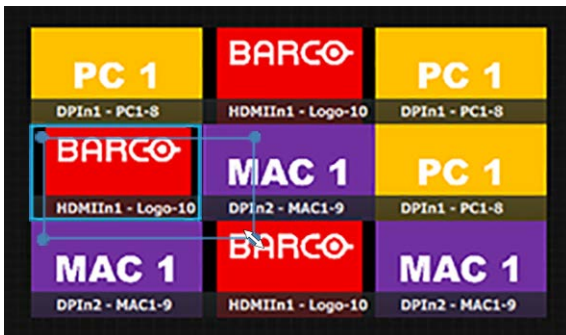 PC 1
DPIn1 - PC1-8
BARCO
HDMIIn1 - Logo-10
PC 1
DPIn1 - PC1-8
BARCO
HDMIIn1 - Logo-10
MAC 1
DPIn2 - MAC1-9
PC 1
DPIn1 - PC1-8
MAC 1
DPIn2 - MAC1-9
BARCO
HDMIIn1 - Logo-10
MAC 1
DPIn2 - MAC1-9